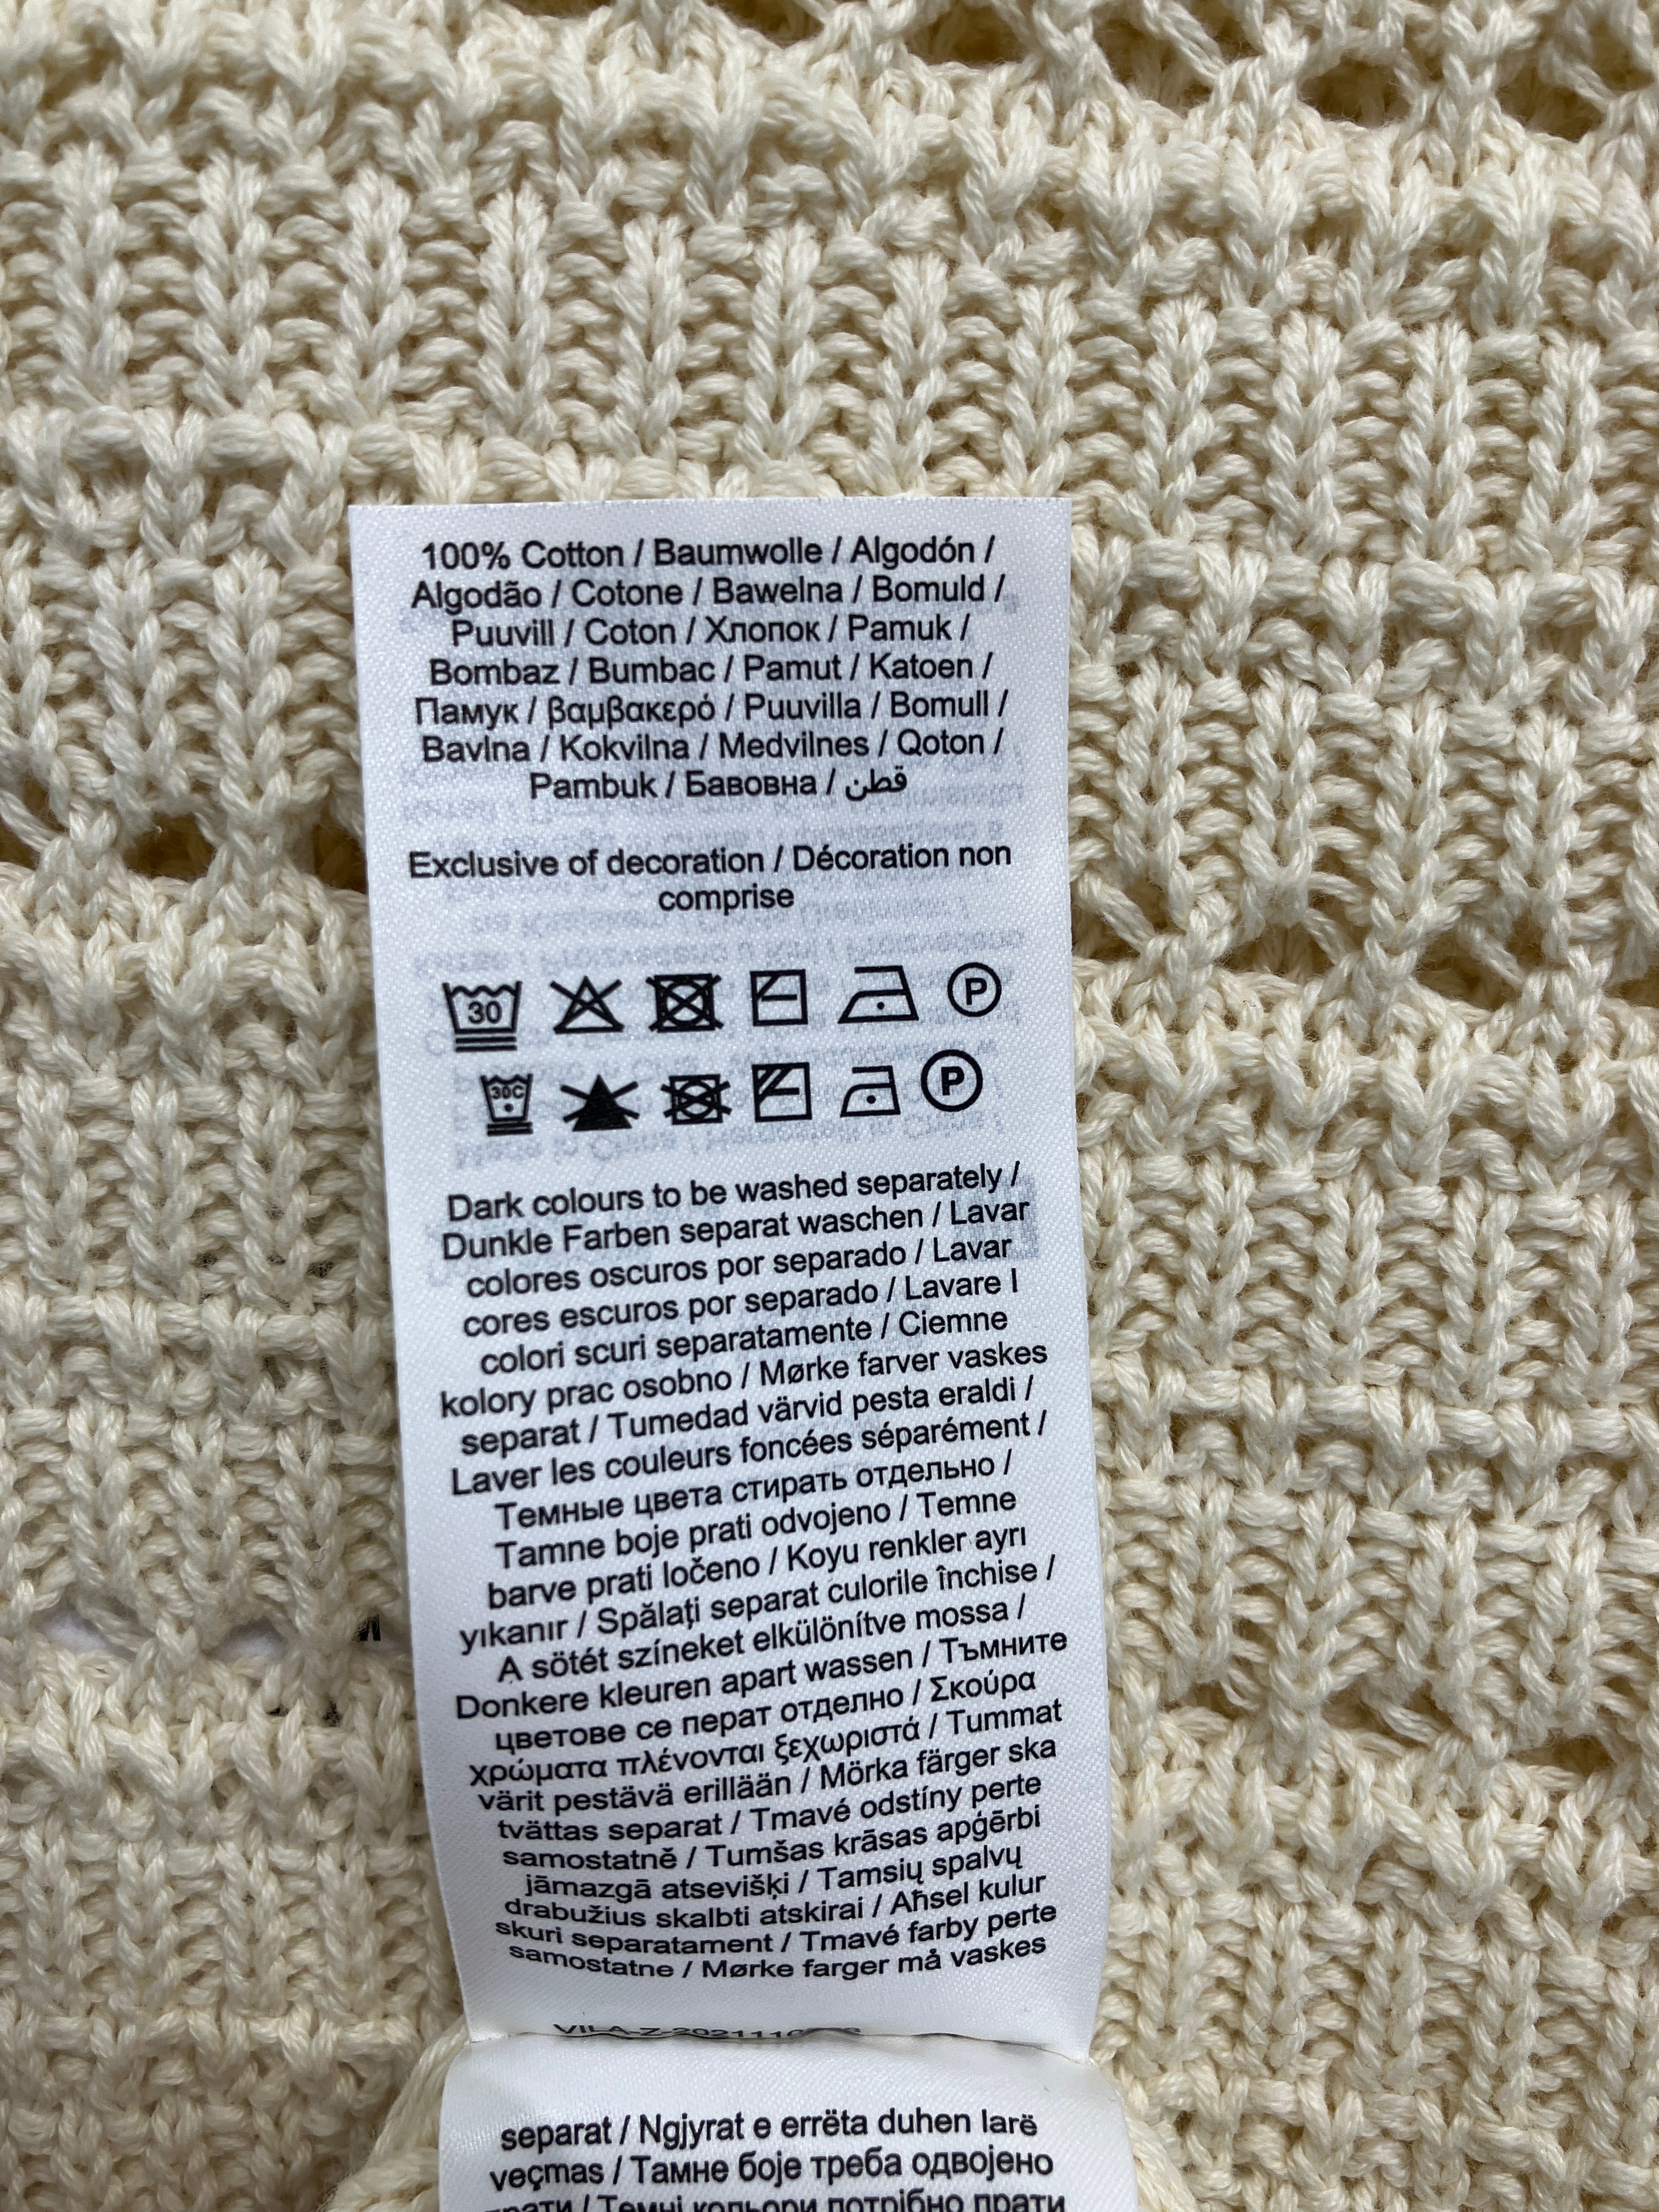 100% Cotton / Baumwolle / Algodón /
Algodão / Cotone / Bawelna / Bomuld /
Puuvill / Coton / Хлопок / Pamuk /
Bombaz / Bumbac / Pamut / Katoen /
Памук / βαμβακερό / Puuvilla / Bomull /
Bavlna / Kokvilna / Medvilnes / Qoton /
Pambuk / Бавовна / قطن
Exclusive of decoration / Décoration non
comprise
30 P
30C P
Dark colours to be washed separately /
Dunkle Farben separat waschen / Lavar
colores oscuros por separado / Lavar
cores escuros por separado / Lavare I
colori scuri separatamente / Ciemne
kolory prac osobno / Mørke farver vaskes
separat / Tumedad värvid pesta eraldi /
Laver les couleurs foncées séparément /
Темные цвета стирать отдельно /
Tamne boje prati odvojeno / Temne
barve prati ločeno / Koyu renkler ayrı
yıkanır / Spălați separat culorile închise /
A sötét színeket elkülönítve mossa /
Donkere kleuren apart wassen / Тъмните
цветове се перат отделно / Σκούρα
χρώματα πλένονται ξεχωριστά / Tummat
värit pestävä erillään / Mörka färger ska
tvättas separat / Tmavé odstíny perte
samostatně / Tumšas krāsas apģērbi
jāmazgā atsevišķi / Tamsių spalvų
drabužius skalbti atskirai / Aħsel kulur
skuri separatament / Tmavé farby perte
samostatne / Mørke farger må vaskes
separat / Ngjyrat e errëta duhen larë
veçmas / Тамне боје треба одвојено
прати / Темні кольори потрібно прати